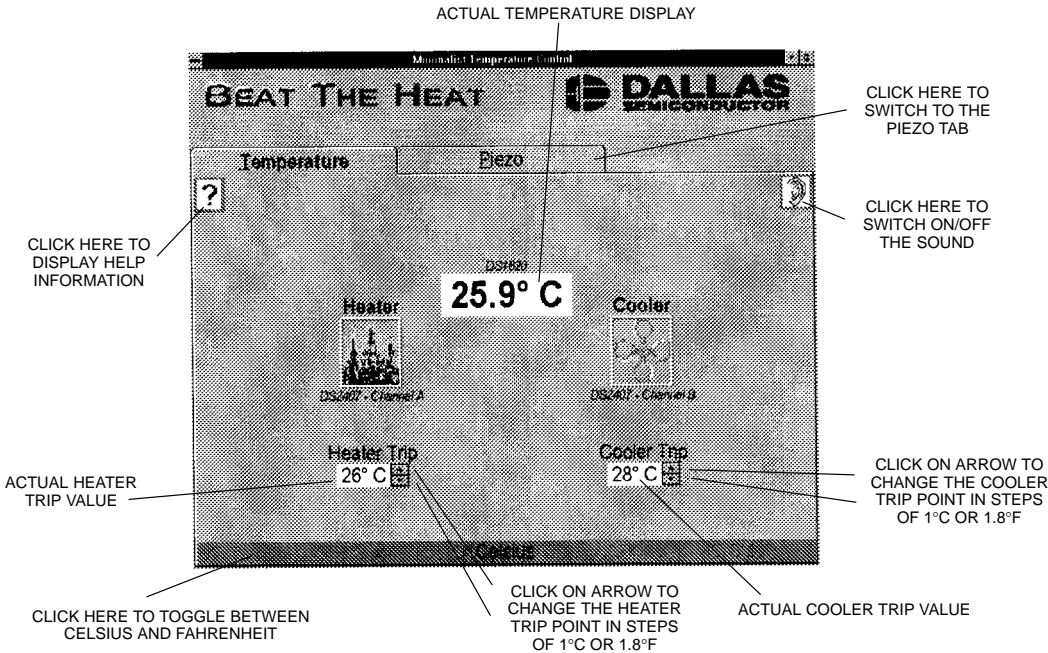 ACTUAL TEMPERATURE DISPLAY
Minimalist Temperature Control
BEAT THE HEAT
DALLAS
SEMICONDUCTOR
CLICK HERE TO
SWITCH TO THE
PIEZO TAB
Temperature
Piezo
?
CLICK HERE TO
DISPLAY HELP
INFORMATION
CLICK HERE TO
SWITCH ON/OFF
THE SOUND
DS1820
25.9° C
Heater
Cooler
DS2407 - Channel A
DS2407 - Channel B
Heater Trip
26° C
Cooler Trip
28° C
ACTUAL HEATER
TRIP VALUE
CLICK ON ARROW TO
CHANGE THE COOLER
TRIP POINT IN STEPS
OF 1°C OR 1.8°F
Celsius
CLICK HERE TO TOGGLE BETWEEN
CELSIUS AND FAHRENHEIT
CLICK ON ARROW TO
CHANGE THE HEATER
TRIP POINT IN STEPS
OF 1°C OR 1.8°F
ACTUAL COOLER TRIP VALUE